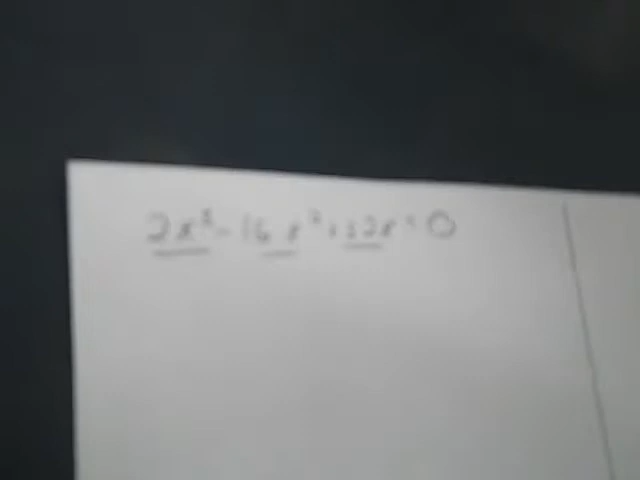 2x³ - 16x² + 32x = 0